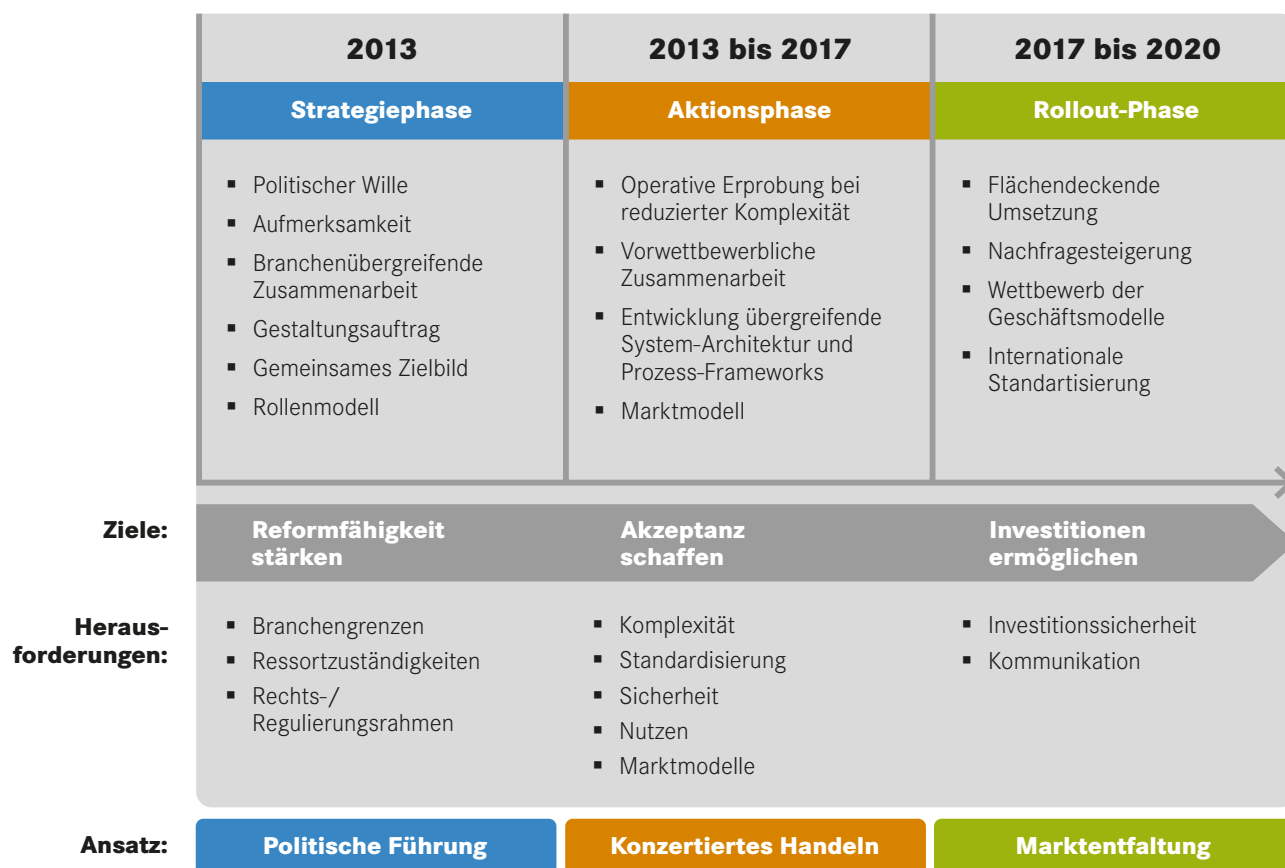 2013
Strategiephase
▪ Politischer Wille
▪ Aufmerksamkeit
▪ Branchenübergreifende
Zusammenarbeit
▪ Gestaltungsauftrag
▪ Gemeinsames Zielbild
▪ Rollenmodell
2013 bis 2017
Aktionsphase
▪ Operative Erprobung bei
reduzierter Komplexität
▪ Vorwettbewerbliche
Zusammenarbeit
▪ Entwicklung übergreifende
System-Architektur und
Prozess-Frameworks
▪ Marktmodell
2017 bis 2020
Rollout-Phase
▪ Flächendeckende
Umsetzung
▪ Nachfragesteigerung
▪ Wettbewerb der
Geschäftsmodelle
▪ Internationale
Standartisierung
Ziele:
Reformfähigkeit
stärken
Akzeptanz
schaffen
Investitionen
ermöglichen
Heraus-
forderungen:
▪ Branchengrenzen
▪ Ressortzuständigkeiten
▪ Rechts-/
Regulierungsrahmen
▪ Komplexität
▪ Standardisierung
▪ Sicherheit
▪ Nutzen
▪ Marktmodelle
▪ Investitionssicherheit
▪ Kommunikation
Ansatz:
Politische Führung
Konzertiertes Handeln
Marktentfaltung